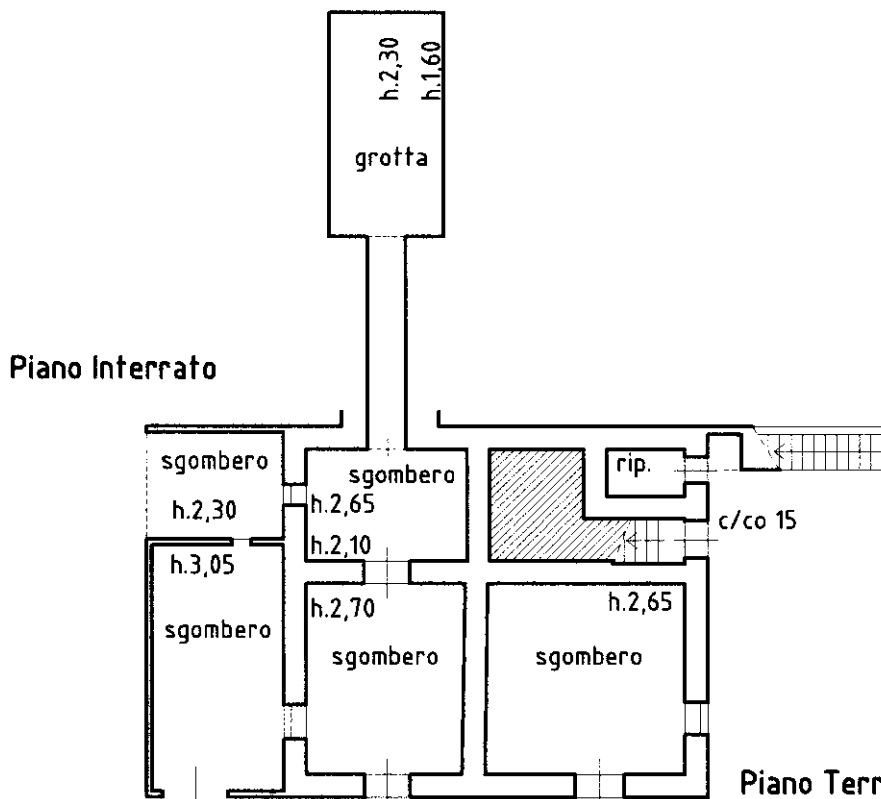 h.2,30
h.1,60
grotta
Piano Interrato
sgombero
h.2,30
sgombero
h.2,65
h.2,10
rip.
c/co 15
h.3,05
sgombero
h.2,70
sgombero
h.2,65
sgombero
Piano Terr